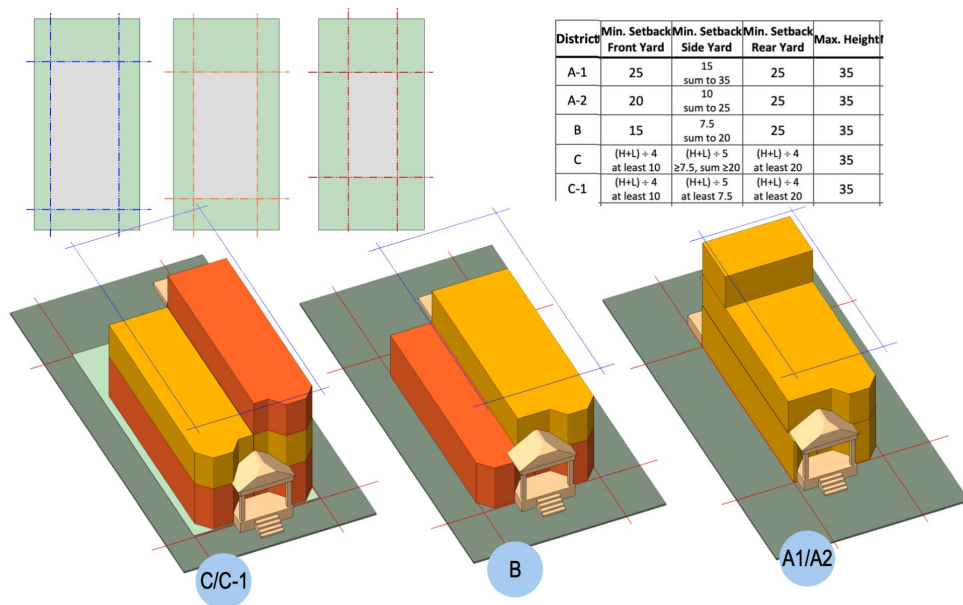 District Min. Setback Min. Setback Min. Setback Max. Height
Front Yard Side Yard Rear Yard
A-1 25 15 25 35
sum to 35
A-2 20 10 25 35
sum to 25
B 15 7.5 25 35
sum to 20
C (H+L) ÷ 4 (H+L) ÷ 5 (H+L) ÷ 4 35
at least 10 ≥7.5, sum ≥20 at least 20
C-1 (H+L) ÷ 4 (H+L) ÷ 5 (H+L) ÷ 4 35
at least 10 at least 7.5 at least 20
C/C-1
B
A1/A2